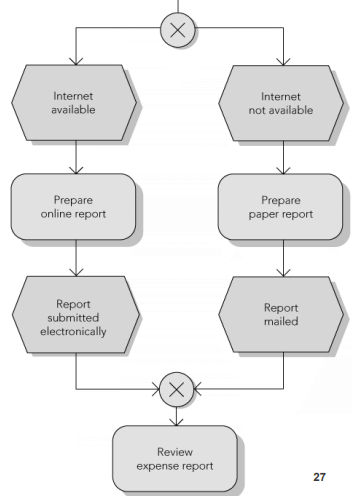 Internet
available
Internet
not available
Prepare
online report
Prepare
paper report
Report
submitted
electronically
Report
mailed
Review
expense report
27